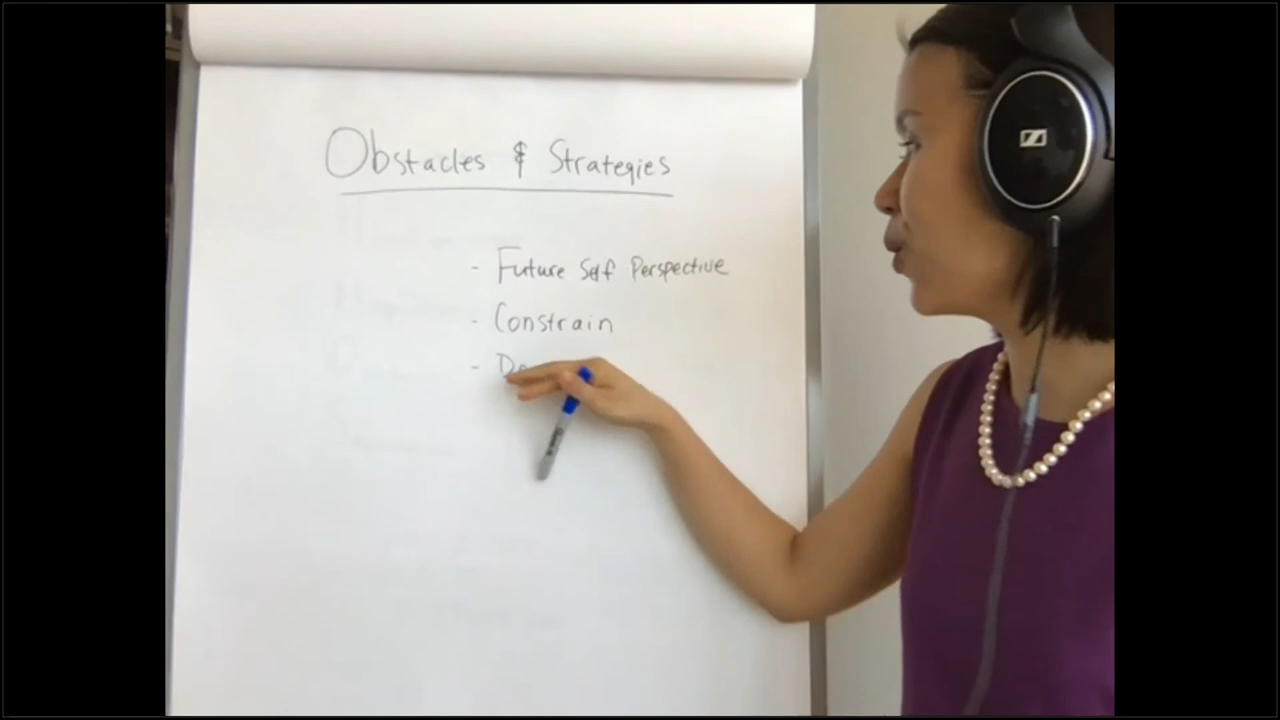 Obstacles & Strategies
- Future Self Perspective
- Constrain
-